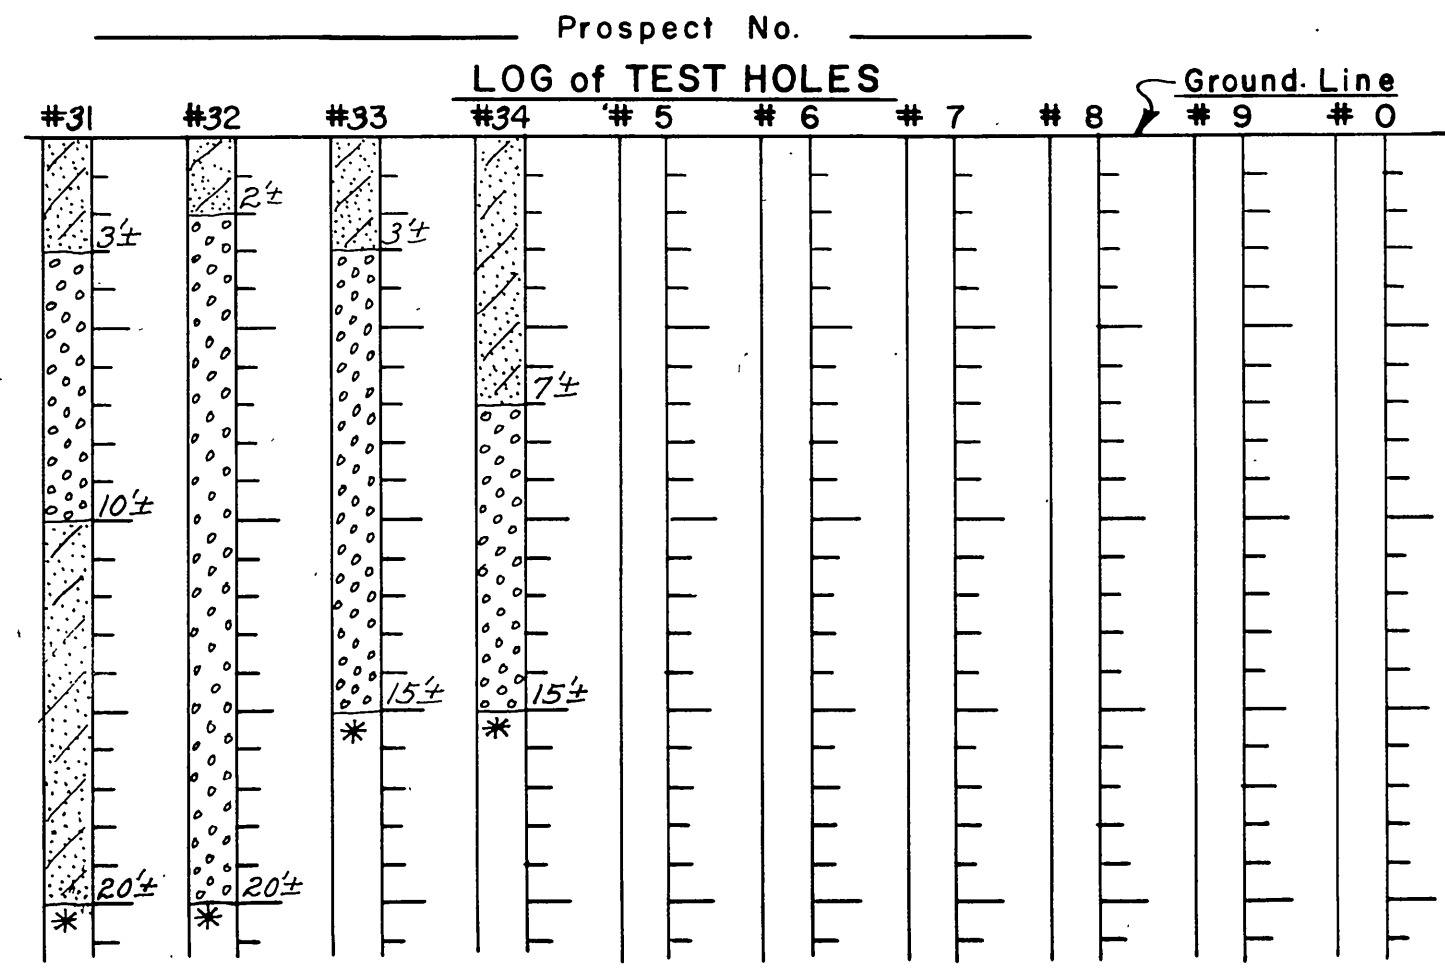 Prospect No.
LOG of TEST HOLES
Ground. Line
#31 #32 #33 #34 # 5 # 6 # 7 # 8 # 9 # 0
2'±
3'± 3'±
7'±
10'±
15'± 15'±
* *
20'± 20'±
* *